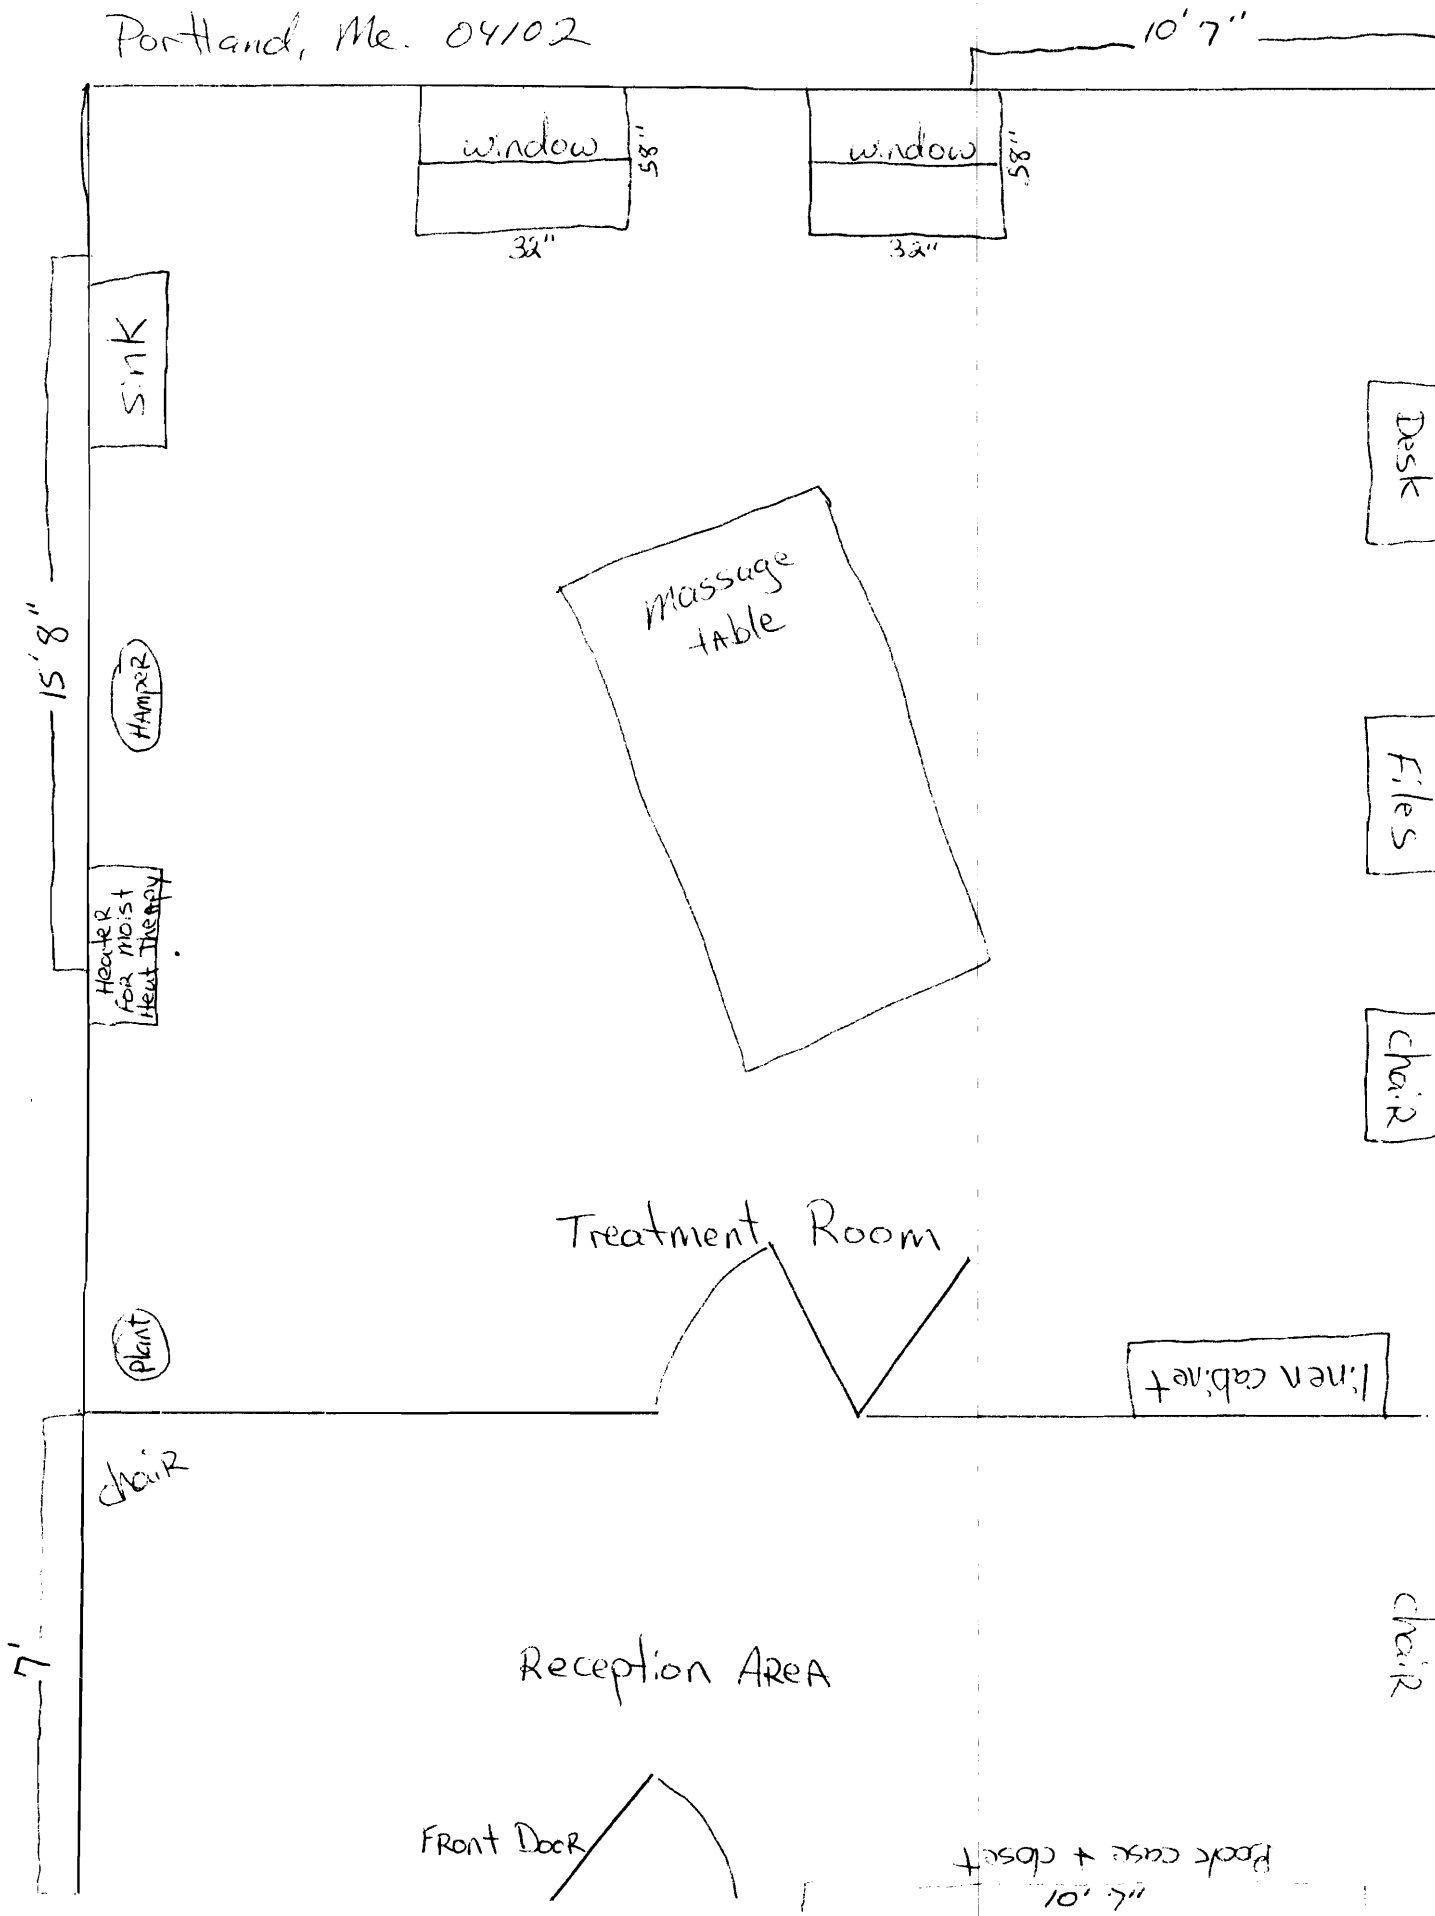 Portland, Me. 04102
10' 7"
window
58"
32"
window
58"
32"
Sink
Desk
15' 8"
massage
table
HAmpeR
Files
HeateR
FoR moist
Heat TheRApy
chaiR
Treatment Room
Plant
linen cabinet
chaiR
chaiR
7'
Reception AReA
FRont DooR
Book case + closet
10' 7"